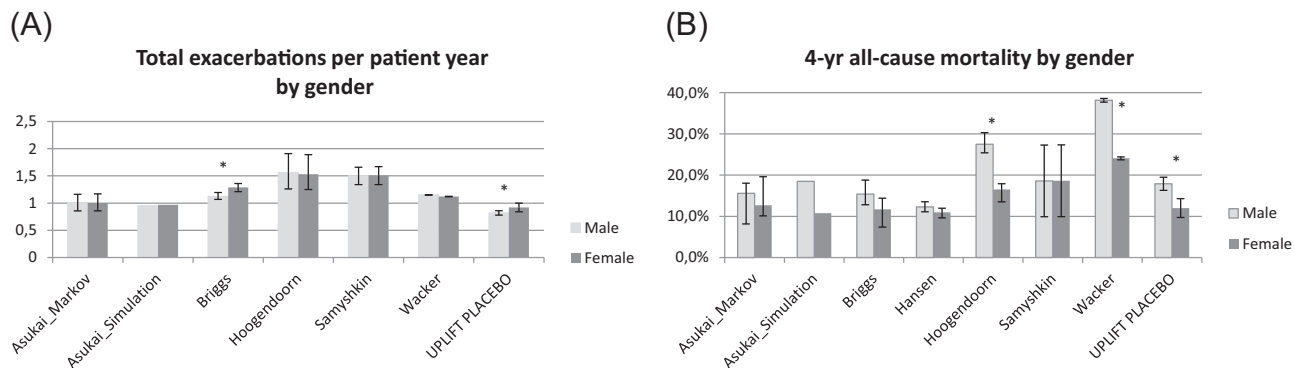 (A)
Total exacerbations per patient year
by gender
2,5
2
1,5
1
0,5
0
*
*
Male
Female
Asukai_Markov
Asukai_Simulation
Briggs
Hoogendoorn
Samyshkin
Wacker
UPLIFT PLACEBO
(B)
4-yr all-cause mortality by gender
40,0%
30,0%
20,0%
10,0%
0,0%
*
*
*
Male
Female
Asukai_Markov
Asukai_Simulation
Briggs
Hansen
Hoogendoorn
Samyshkin
Wacker
UPLIFT PLACEBO